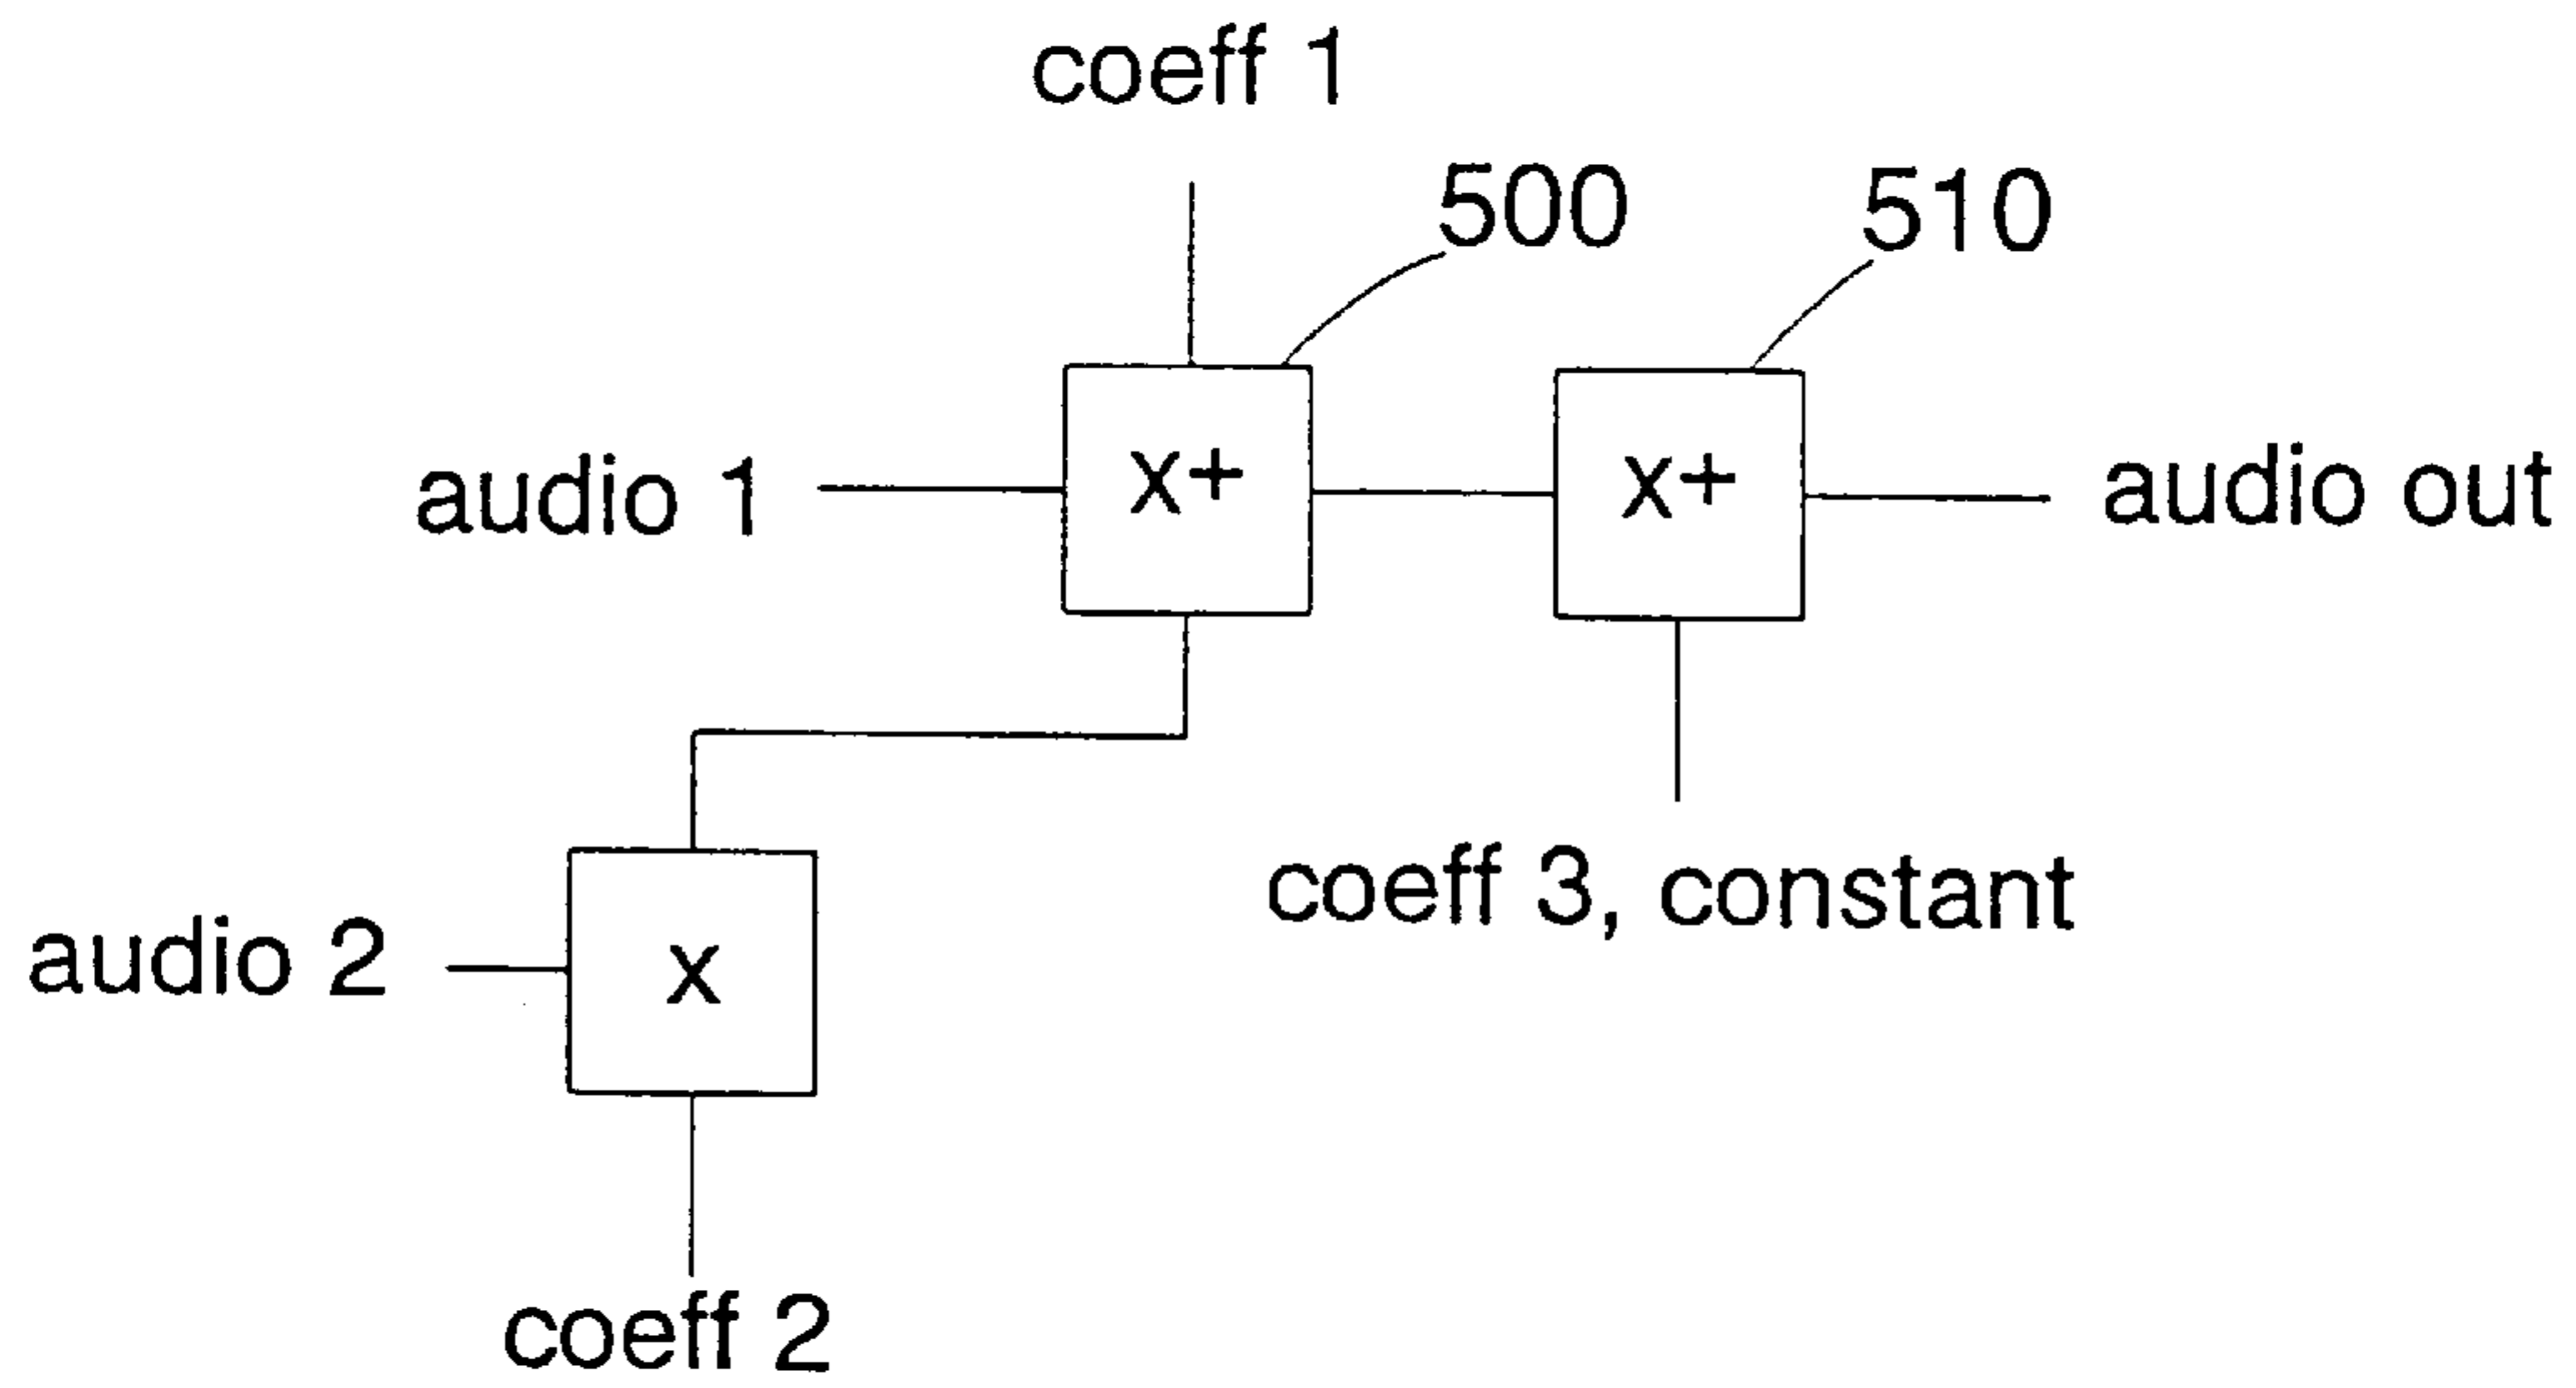 coeff 1
500
510
audio 1
x+
x+
audio out
coeff 3, constant
audio 2
x
coeff 2